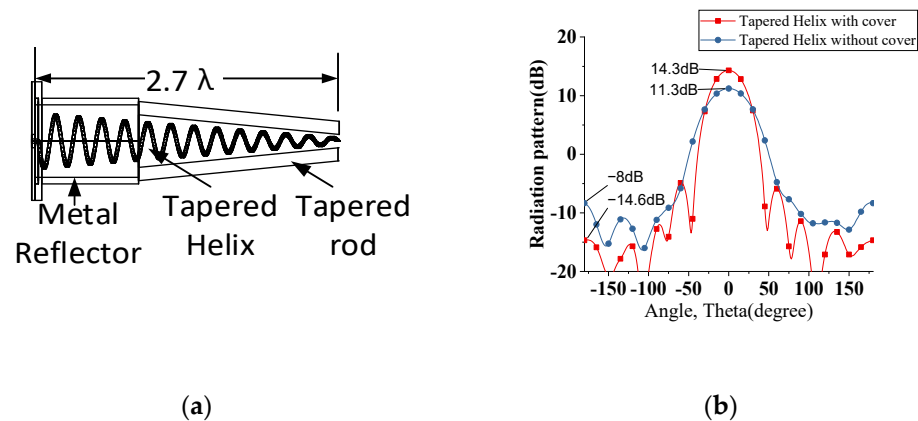 2.7 λ
Metal
Reflector
Tapered
Helix
Tapered
rod
(a)
Tapered Helix with cover
Tapered Helix without cover
Radiation pattern(dB)
20
10
0
-10
-20
14.3dB
11.3dB
−8dB
−14.6dB
-150 -100 -50 0 50 100 150
Angle, Theta(degree)
(b)